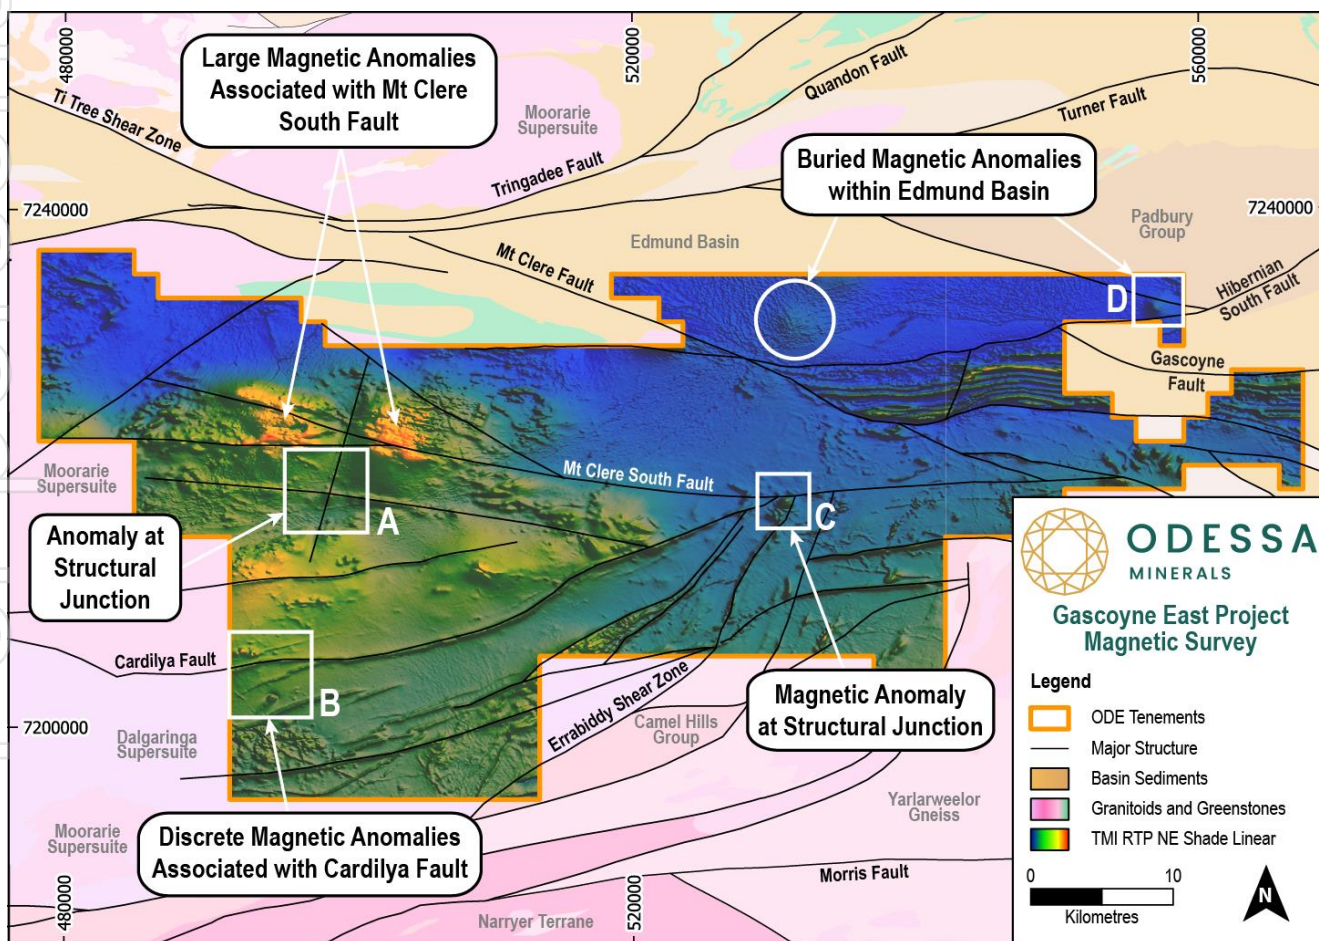 480000
520000
560000
Large Magnetic Anomalies
Associated with Mt Clere
South Fault
Ti Tree Shear Zone
Moorarie
Supersuite
Quandon Fault
Turner Fault
Tringadee Fault
Buried Magnetic Anomalies
within Edmund Basin
7240000
7240000
Padbury
Group
Edmund Basin
Mt Clere Fault
D
Hibernian
South Fault
Gascoyne
Fault
Moorarie
Supersuite
Mt Clere South Fault
A
C
Anomaly at
Structural
Junction
Cardilya Fault
B
Errabiddy Shear Zone
Camel Hills
Group
Magnetic Anomaly
at Structural Junction
7200000
Dalgaringa
Supersuite
Yarlarweelor
Gneiss
Moorarie
Supersuite
Discrete Magnetic Anomalies
Associated with Cardilya Fault
Morris Fault
480000
520000
Narryer Terrane
ODESSA
MINERALS
Gascoyne East Project
Magnetic Survey
Legend
ODE Tenements
Major Structure
Basin Sediments
Granitoids and Greenstones
TMI RTP NE Shade Linear
0 10
Kilometres
N